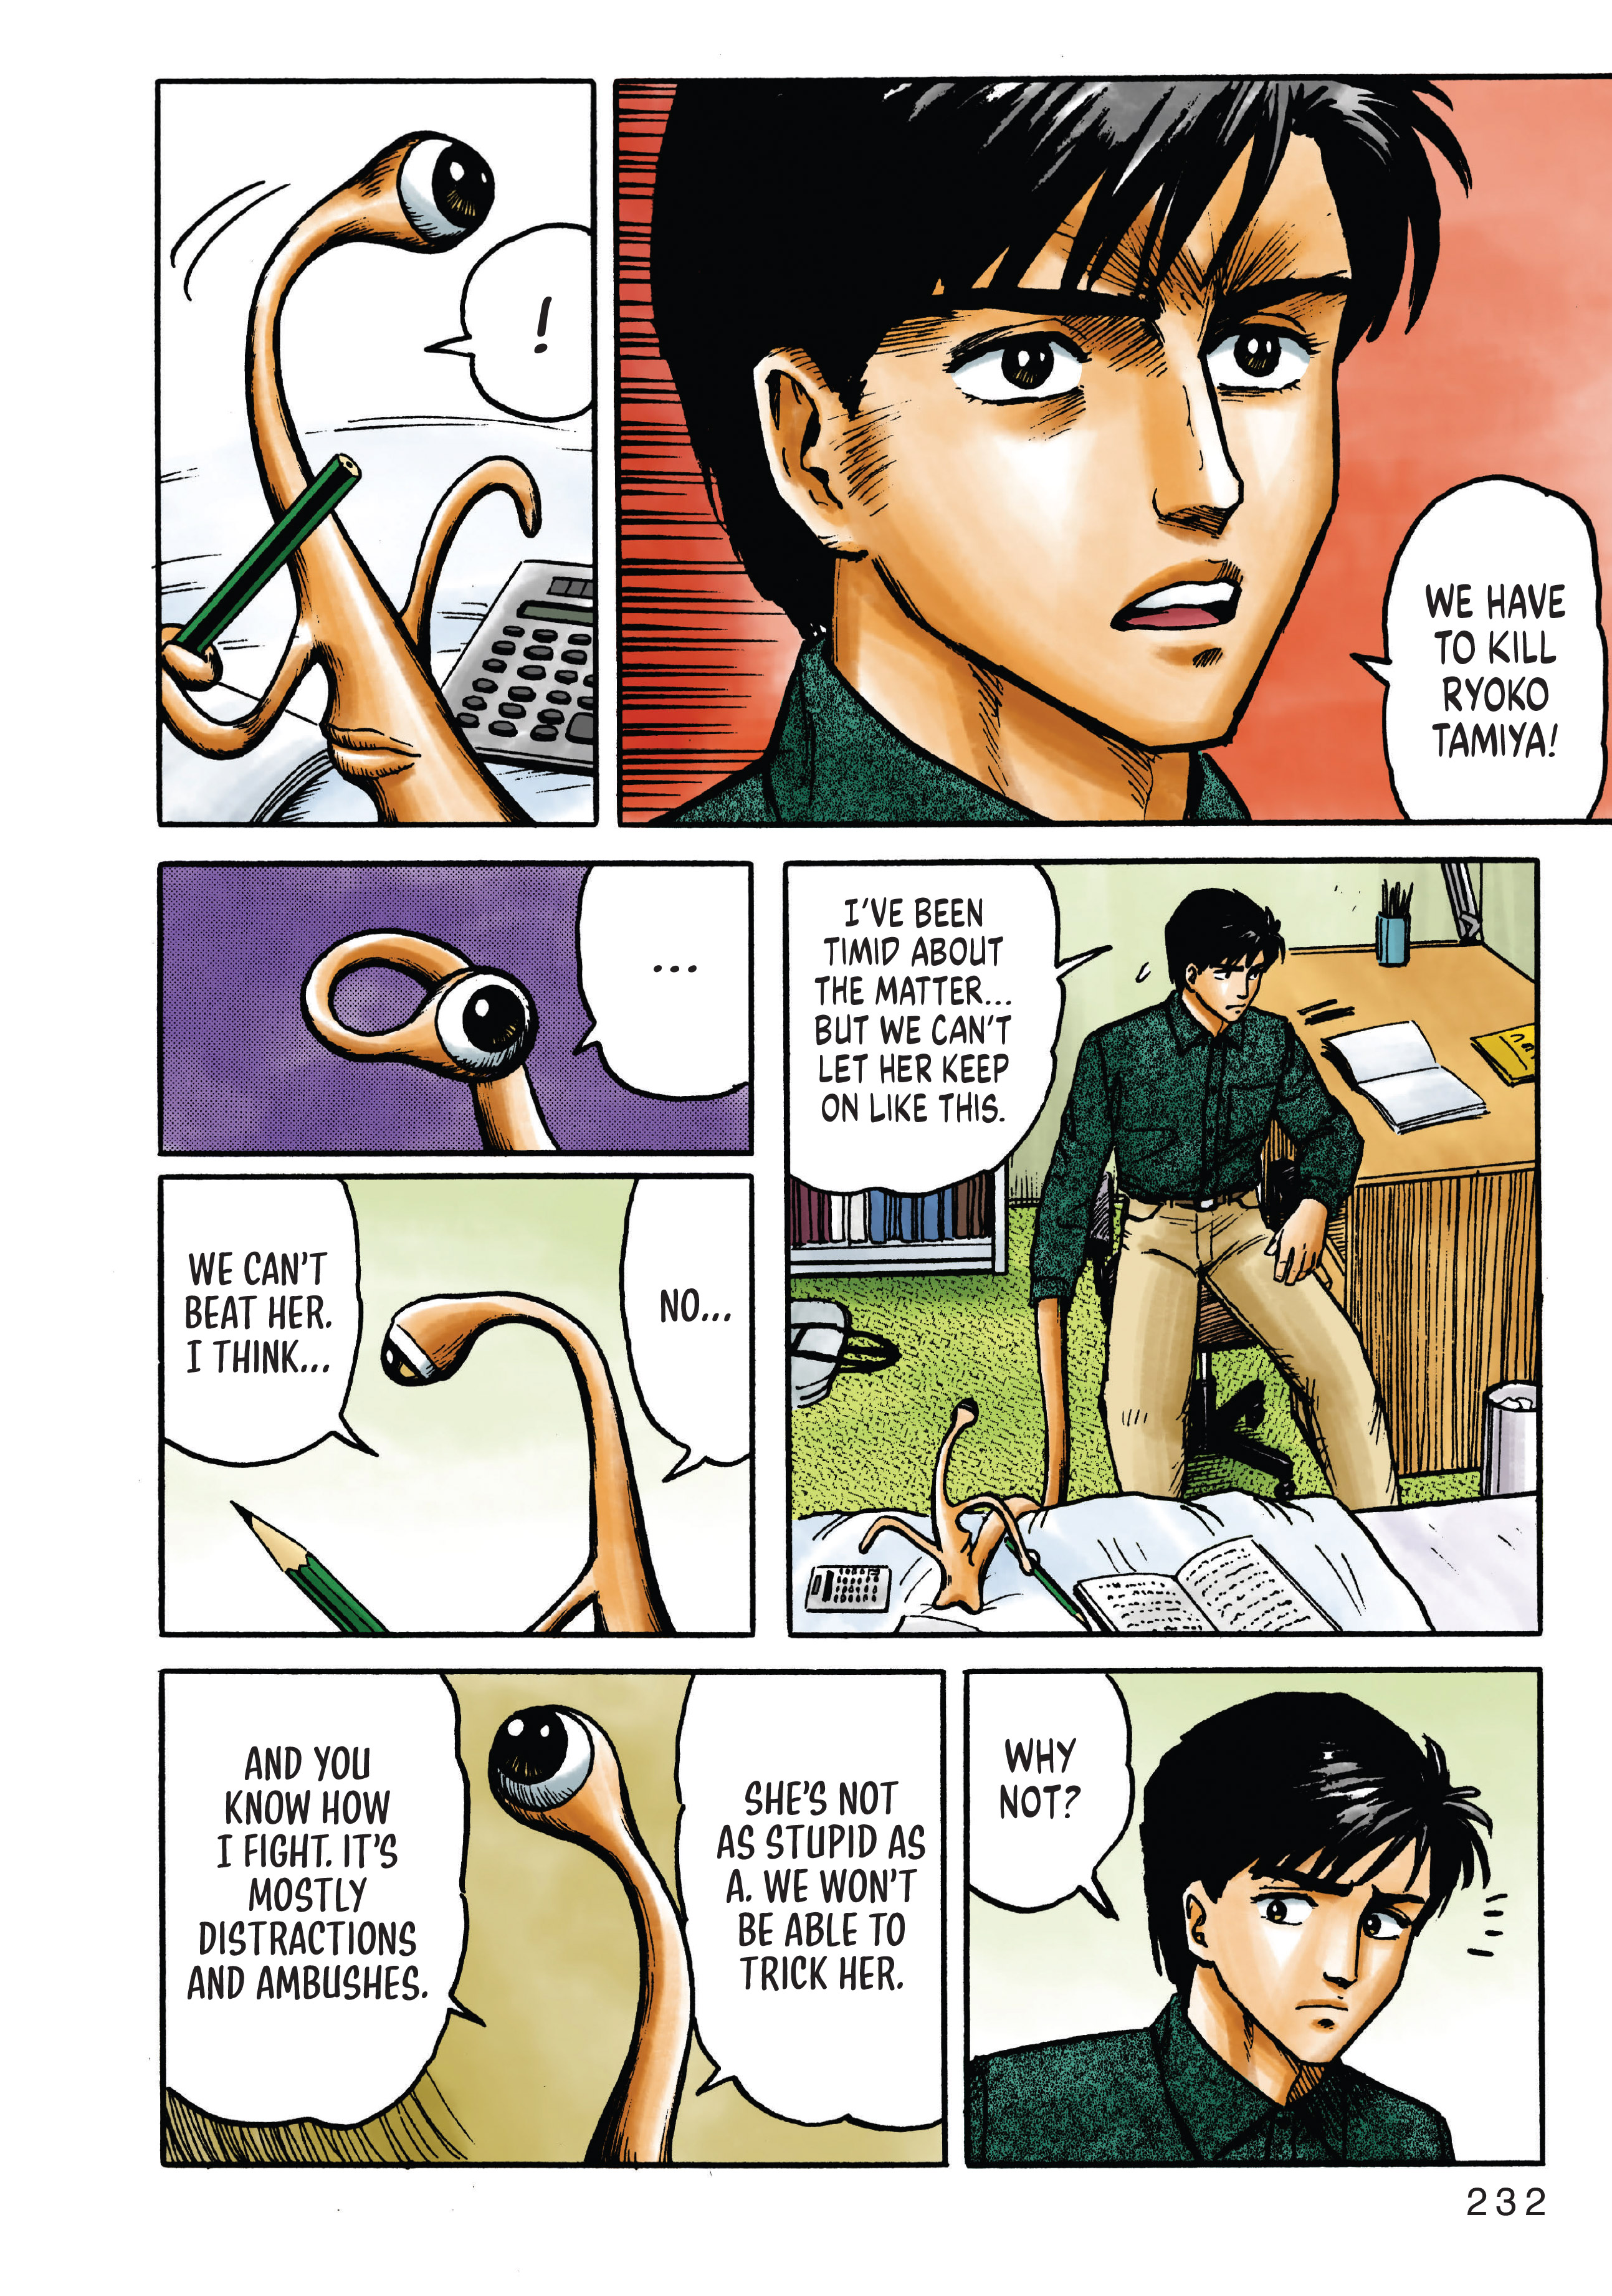 WE HAVE
TO KILL
RYOKO
TAMIYA!
!
I'VE BEEN
TIMID ABOUT
THE MATTER...
BUT WE CAN'T
LET HER KEEP
ON LIKE THIS.
...
NO...
WE CAN'T
BEAT HER.
I THINK...
WHY
NOT?
SHE'S NOT
AS STUPID AS
A. WE WON'T
BE ABLE TO
TRICK HER.
AND YOU
KNOW HOW
I FIGHT. IT'S
MOSTLY
DISTRACTIONS
AND AMBUSHES.
232